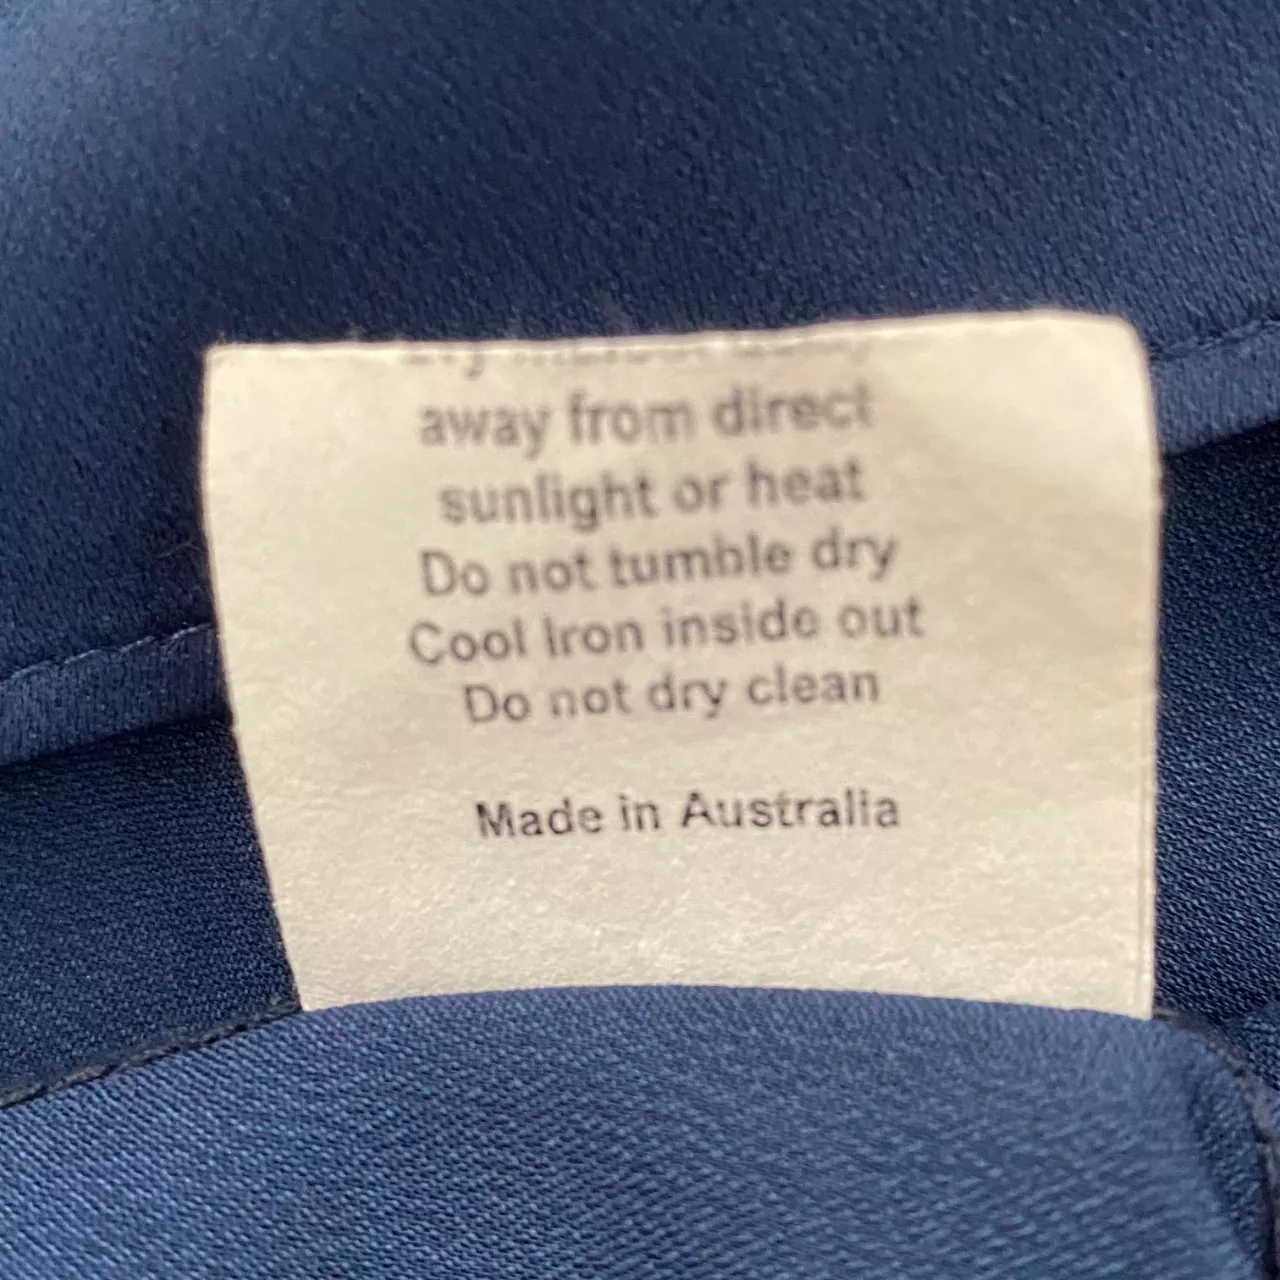 away from direct
sunlight or heat
Do not tumble dry
Cool Iron inside out
Do not dry clean
Made in Australia